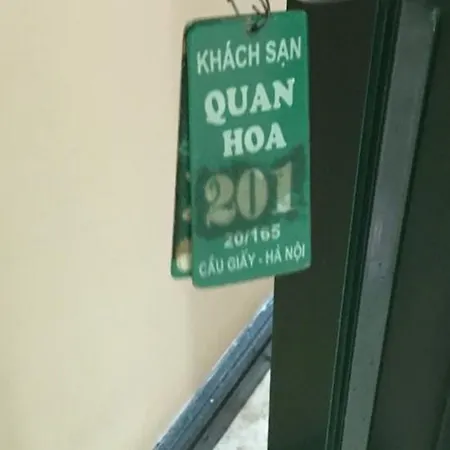 KHÁCH SẠN
QUAN
HOA
201
20/165
CẦU GIẤY - HÀ NỘI